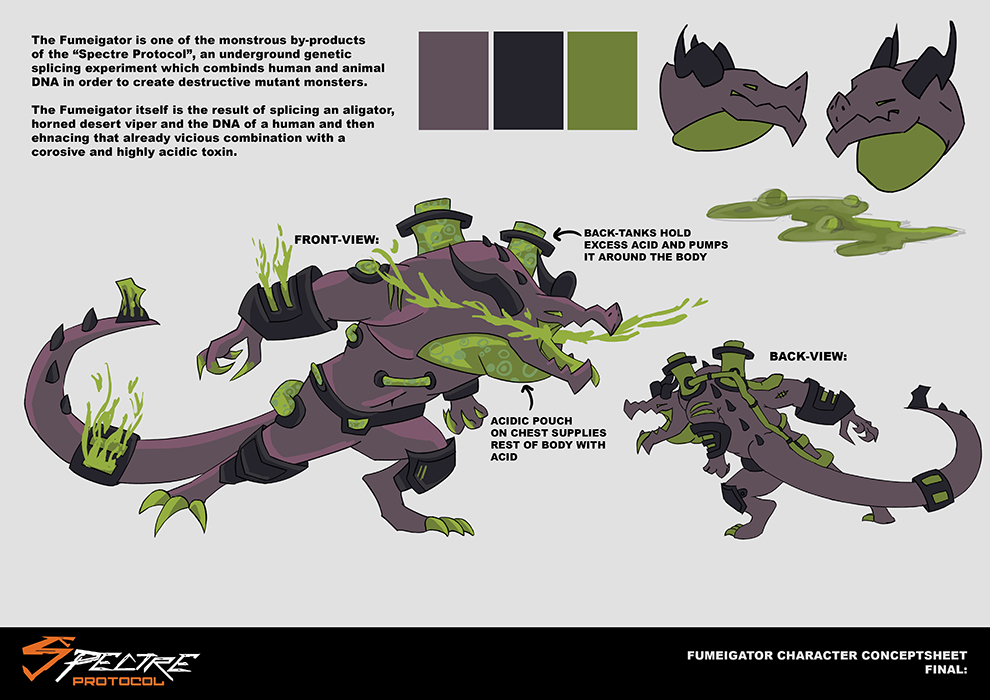 The Fumeigator is one of the monstrous by-products
of the “Spectre Protocol”, an underground genetic
splicing experiment which combinds human and animal
DNA in order to create destructive mutant monsters.
The Fumeigator itself is the result of splicing an aligator,
horned desert viper and the DNA of a human and then
ehnacing that already vicious combination with a
corosive and highly acidic toxin.
FRONT-VIEW:
BACK-TANKS HOLD
EXCESS ACID AND PUMPS
IT AROUND THE BODY
BACK-VIEW:
ACIDIC POUCH
ON CHEST SUPPLIES
REST OF BODY WITH
ACID
SPECTRE
PROTOCOL
FUMEIGATOR CHARACTER CONCEPTSHEET
FINAL: